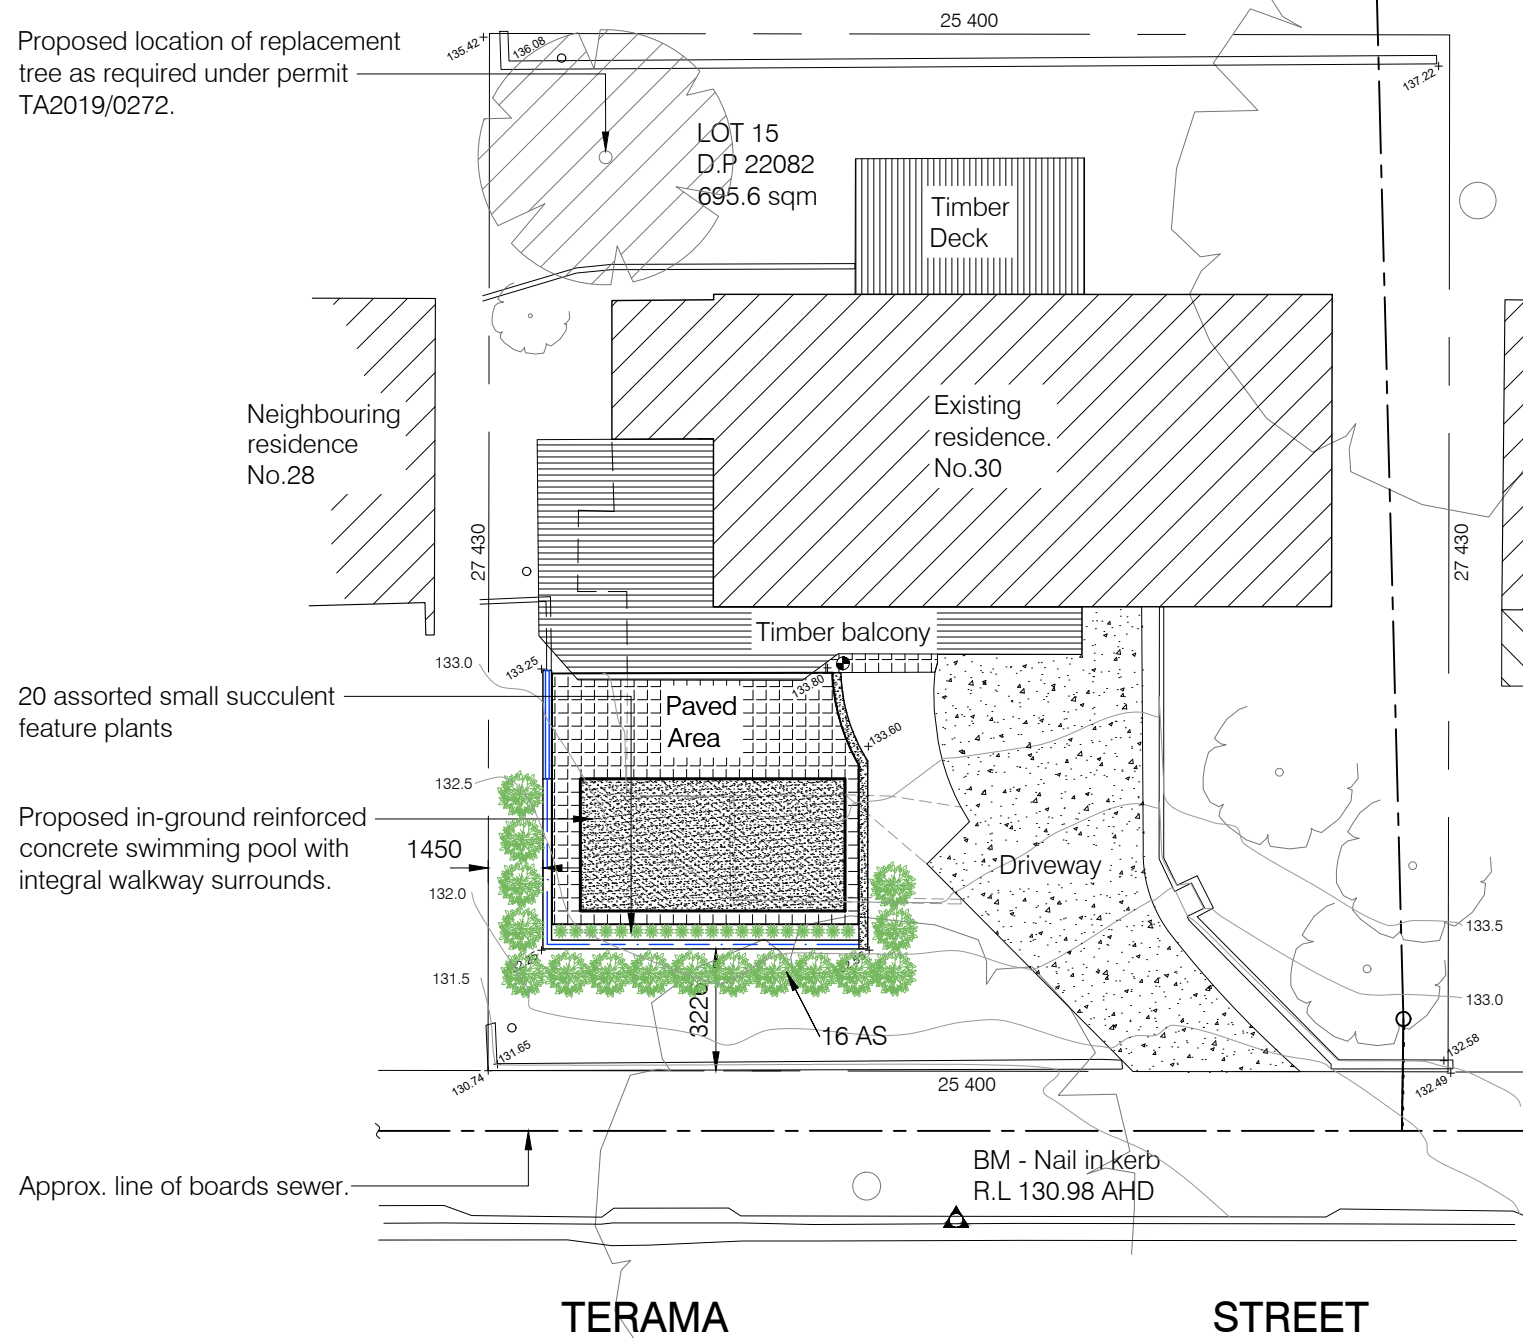 25 400
Proposed location of replacement
tree as required under permit
TA2019/0272.
135.42
136.08
137.22
LOT 15
D.P 22082
695.6 sqm
Timber
Deck
Neighbouring
residence
No.28
Existing
residence.
No.30
27 430
27 430
Timber balcony
133.0
133.25
133.80
133.60
20 assorted small succulent
feature plants
Paved
Area
132.5
Proposed in-ground reinforced
concrete swimming pool with
integral walkway surrounds.
1450
132.0
Driveway
133.5
131.5
133.0
16 AS
131.65
130.74
132.58
132.49
25 400
BM - Nail in kerb
R.L 130.98 AHD
Approx. line of boards sewer.
TERAMA STREET